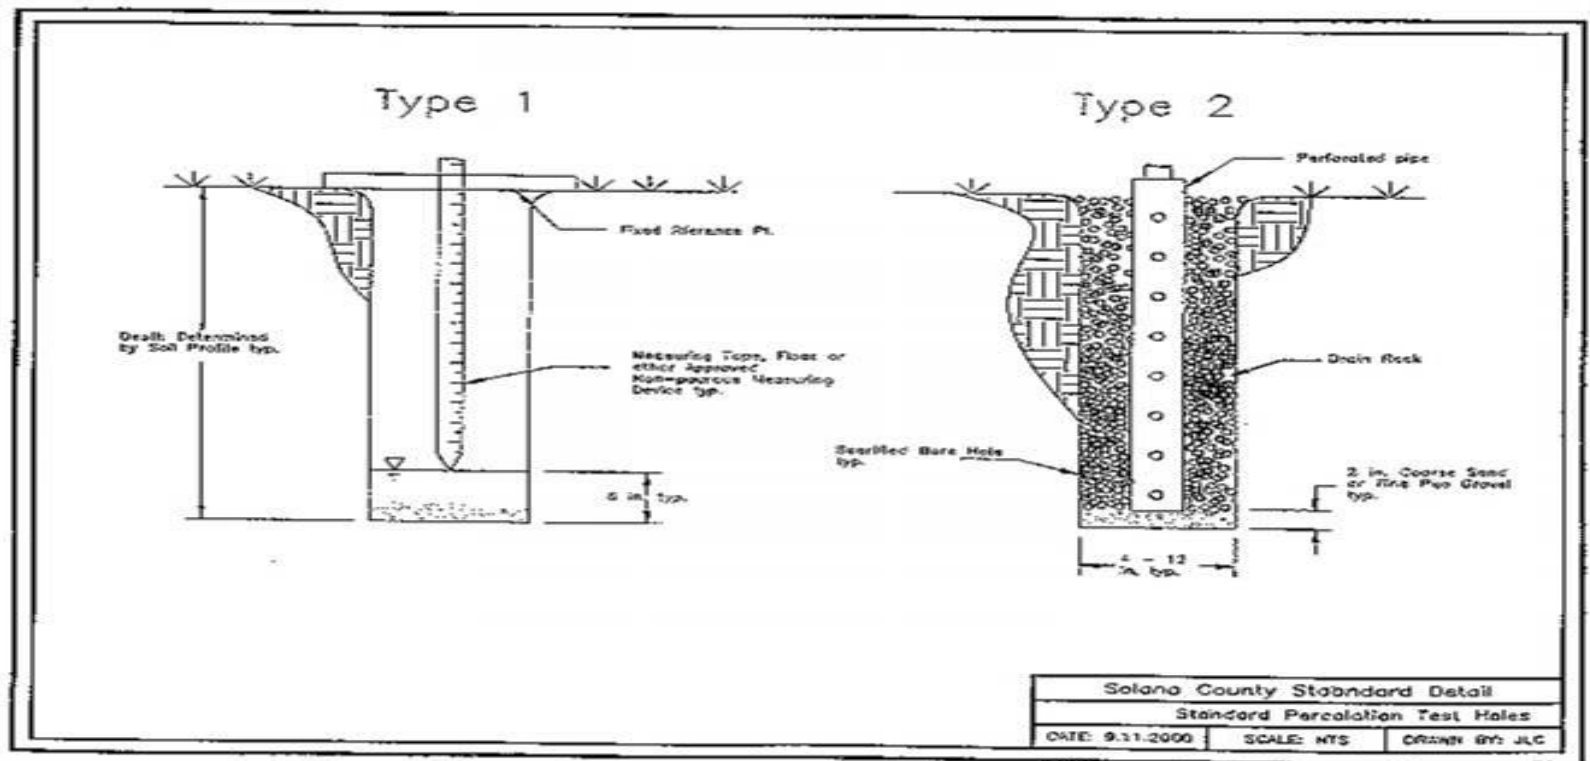 Type 1
Type 2
Perforated pipe
Fixed Reference Pt.
Depth Determined
by Soil Profile typ.
Measuring Tape, Float or
other Approved
Non-pourous Measuring
Device typ.
Drain Rock
Scarified Bore Hole
typ.
6 in. typ.
2 in. Coarse Sand
or Fine Pea Gravel
typ.
4 - 12
in. typ.
Solano County Stabndard Detail
Standard Percolation Test Holes
DATE: 9.11.2000
SCALE: NTS
DRAWN BY: JLC